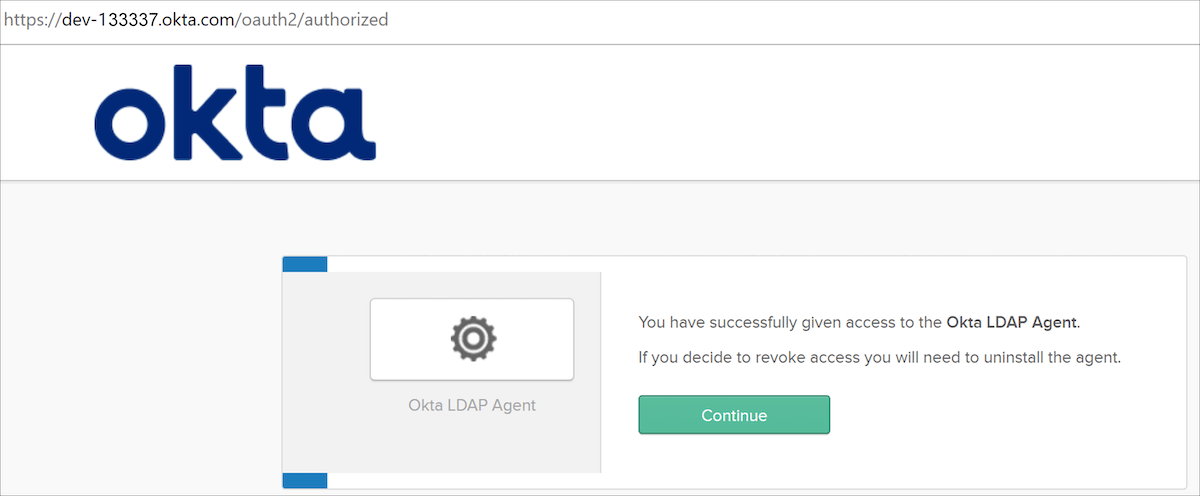 https://dev-133337.okta.com/oauth2/authorized
okta
You have successfully given access to the Okta LDAP Agent.
If you decide to revoke access you will need to uninstall the agent.
Okta LDAP Agent
Continue